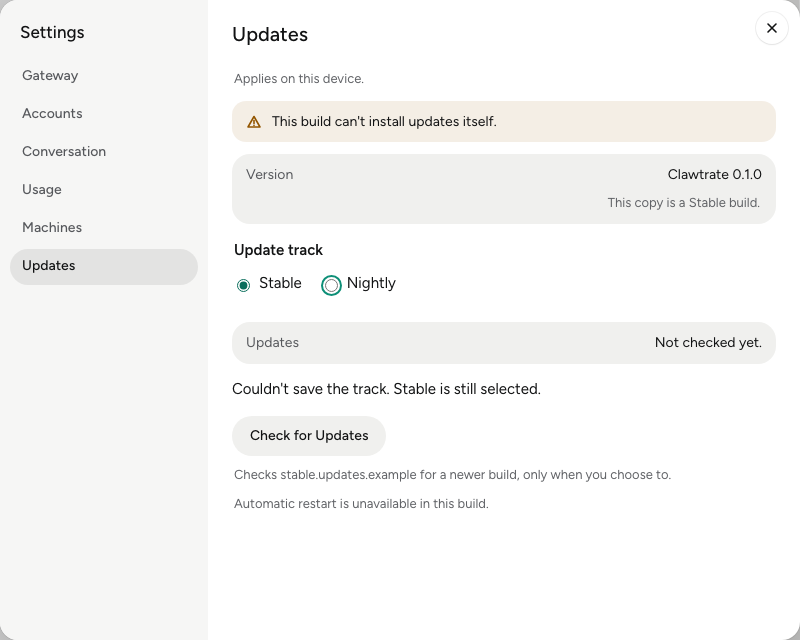 Settings
Gateway
Accounts
Conversation
Usage
Machines
Updates
Updates
Applies on this device.
This build can't install updates itself.
Version
Clawtrate 0.1.0
This copy is a Stable build.
Update track
Stable
Nightly
Updates
Not checked yet.
Couldn't save the track. Stable is still selected.
Check for Updates
Checks stable.updates.example for a newer build, only when you choose to.
Automatic restart is unavailable in this build.